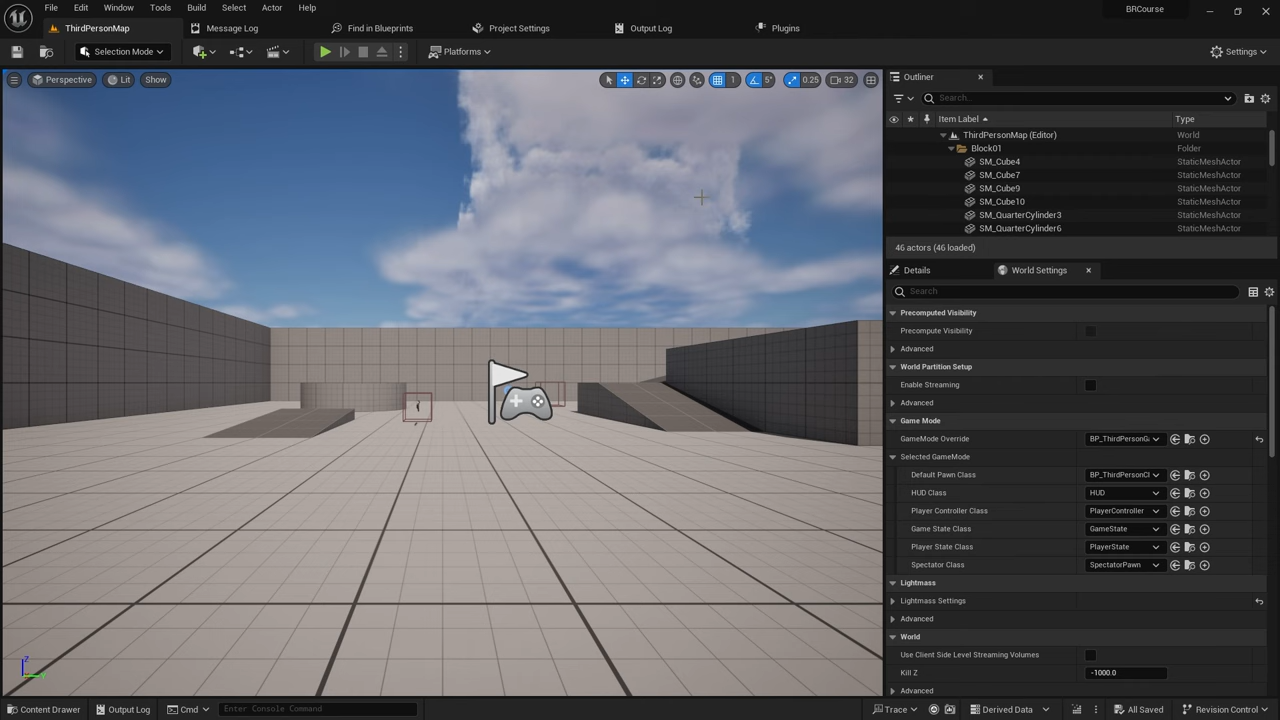 File Edit Window Tools Build Select Actor Help BRCourse
ThirdPersonMap Message Log Find in Blueprints Project Settings Output Log Plugins
Selection Mode Platforms Settings
Perspective Lit Show 1 5° 0.25 32
Outliner
Search...
Item Label Type
ThirdPersonMap (Editor) World
Block01 Folder
SM_Cube4 StaticMeshActor
SM_Cube7 StaticMeshActor
SM_Cube9 StaticMeshActor
SM_Cube10 StaticMeshActor
SM_QuarterCylinder3 StaticMeshActor
SM_QuarterCylinder6 StaticMeshActor
46 actors (46 loaded)
Details World Settings
Search
Precomputed Visibility
Precompute Visibility
Advanced
World Partition Setup
Enable Streaming
Advanced
Game Mode
GameMode Override BP_ThirdPersonG
Selected GameMode
Default Pawn Class BP_ThirdPersonCl
HUD Class HUD
Player Controller Class PlayerController
Game State Class GameState
Player State Class PlayerState
Spectator Class SpectatorPawn
Lightmass
Lightmass Settings
Advanced
World
Use Client Side Level Streaming Volumes
Kill Z -1000.0
Advanced
Z
Content Drawer Output Log Cmd Enter Console Command Trace Derived Data All Saved Revision Control